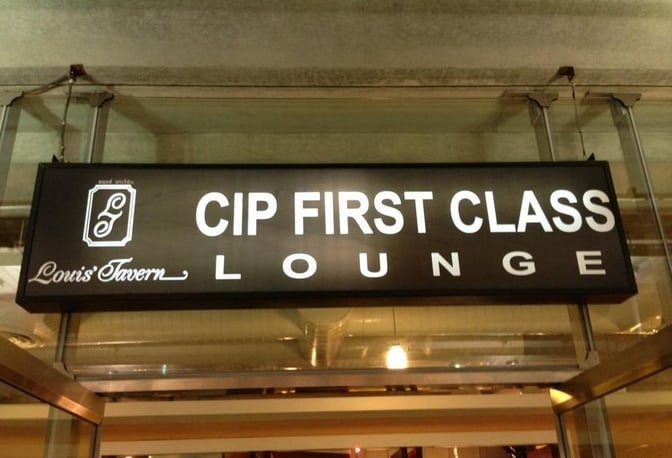 CIP FIRST CLASS
LOUNGE
Louis' Tavern